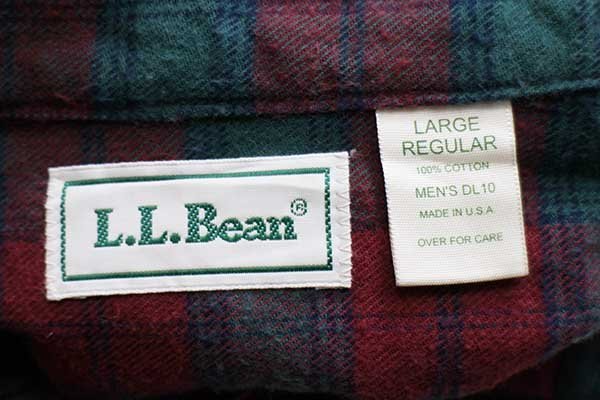 L.L.Bean®
LARGE
REGULAR
100% COTTON
MEN'S DL10
MADE IN U.S.A
OVER FOR CARE